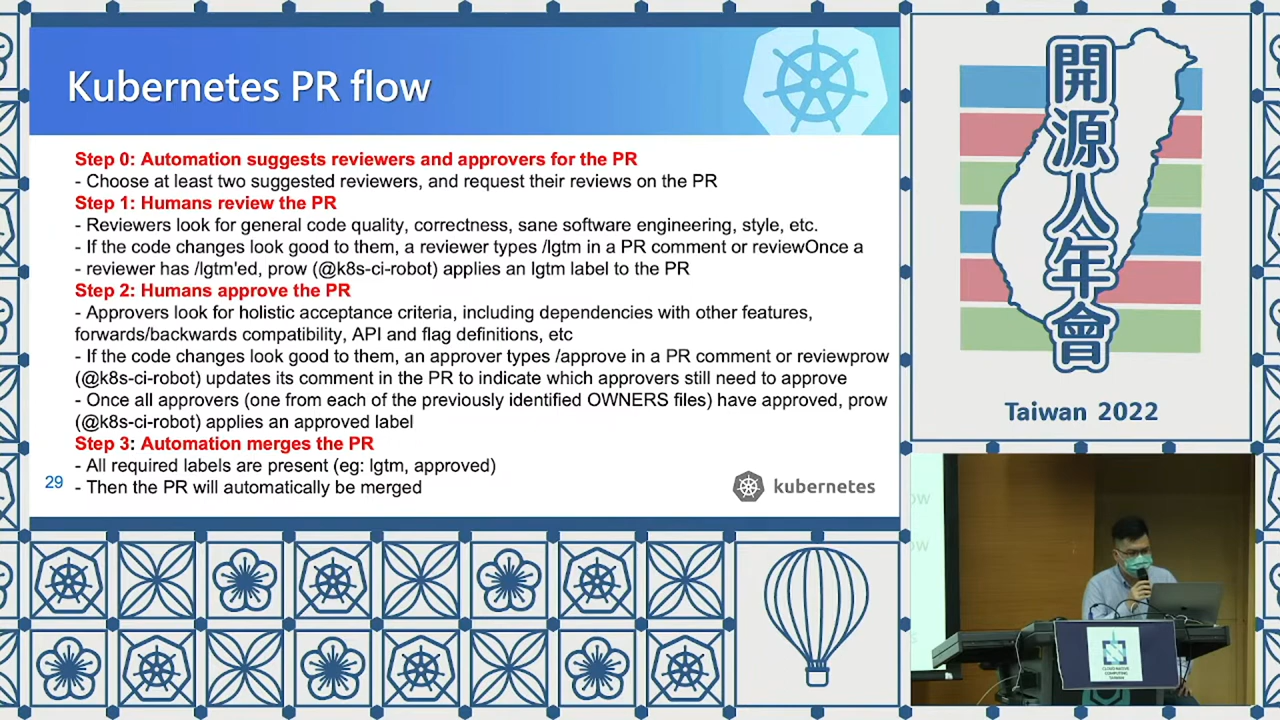 Kubernetes PR flow
Step 0: Automation suggests reviewers and approvers for the PR
- Choose at least two suggested reviewers, and request their reviews on the PR
Step 1: Humans review the PR
- Reviewers look for general code quality, correctness, sane software engineering, style, etc.
- If the code changes look good to them, a reviewer types /lgtm in a PR comment or reviewOnce a
- reviewer has /lgtm'ed, prow (@k8s-ci-robot) applies an lgtm label to the PR
Step 2: Humans approve the PR
- Approvers look for holistic acceptance criteria, including dependencies with other features,
forwards/backwards compatibility, API and flag definitions, etc
- If the code changes look good to them, an approver types /approve in a PR comment or reviewprow
(@k8s-ci-robot) updates its comment in the PR to indicate which approvers still need to approve
- Once all approvers (one from each of the previously identified OWNERS files) have approved, prow
(@k8s-ci-robot) applies an approved label
Step 3: Automation merges the PR
- All required labels are present (eg: lgtm, approved)
- Then the PR will automatically be merged
29
kubernetes
開源人年會
Taiwan 2022
CLOUD NATIVE
COMPUTING
TAIWAN